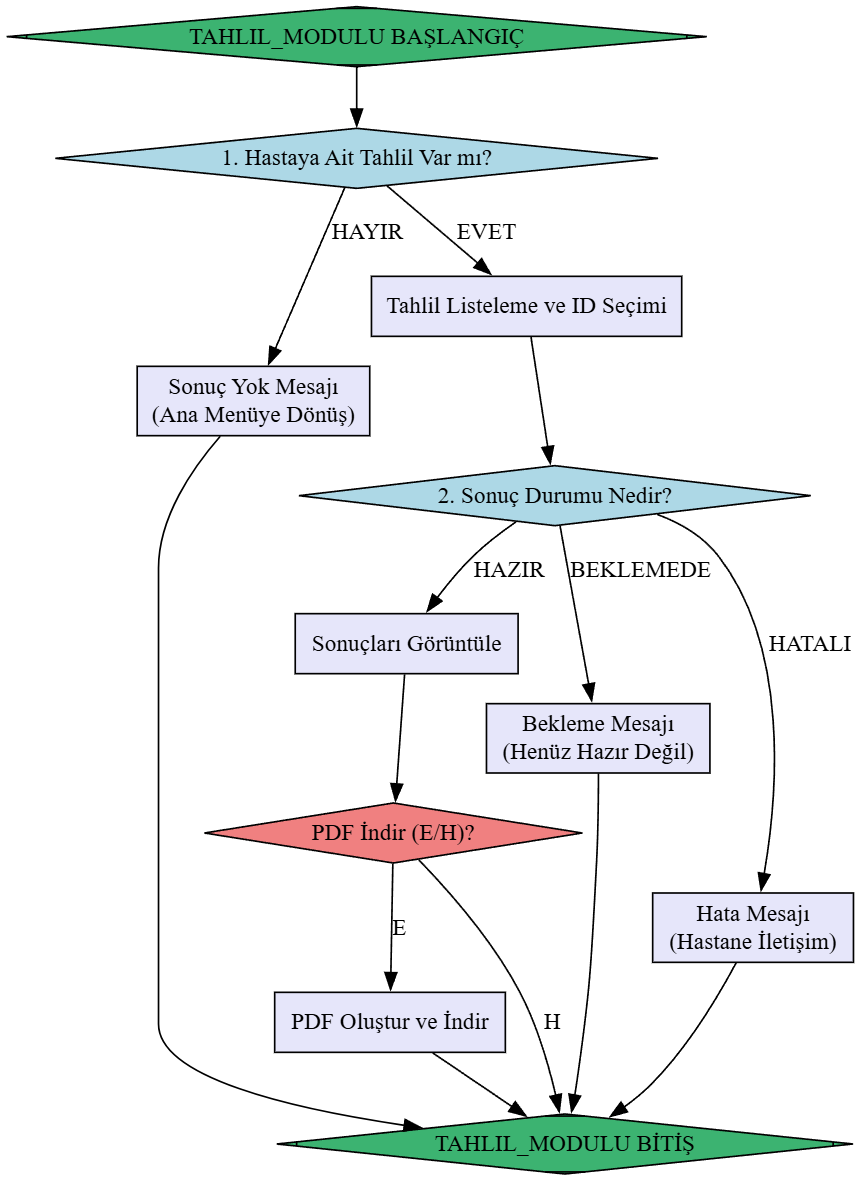 TAHLIL_MODULU BAŞLANGIÇ
1. Hastaya Ait Tahlil Var mı?
HAYIR
EVET
Tahlil Listeleme ve ID Seçimi
Sonuç Yok Mesajı
(Ana Menüye Dönüş)
2. Sonuç Durumu Nedir?
HAZIR
BEKLEMEDE
HATALI
Sonuçları Görüntüle
Bekleme Mesajı
(Henüz Hazır Değil)
PDF İndir (E/H)?
Hata Mesajı
(Hastane İletişim)
E
PDF Oluştur ve İndir
H
TAHLIL_MODULU BİTİŞ